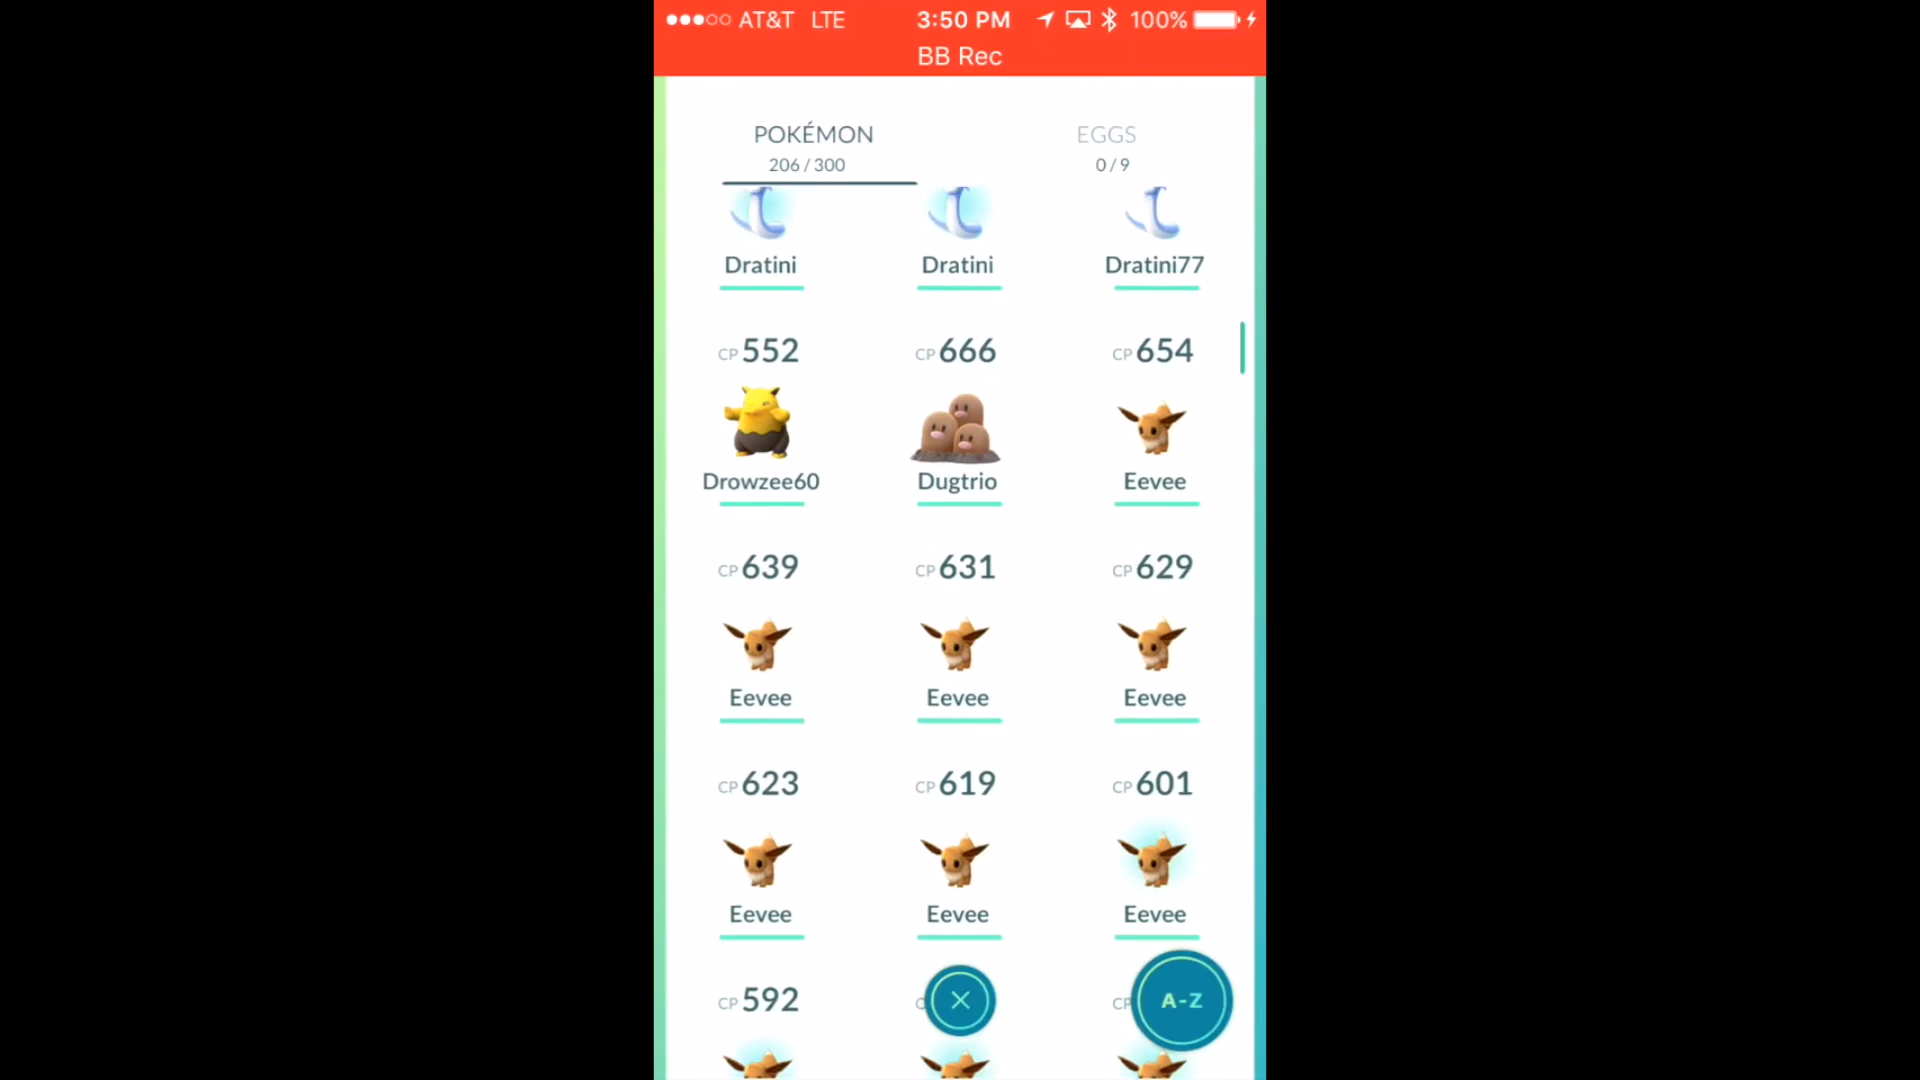 AT&T LTE 3:50 PM 100%
BB Rec
POKÉMON EGGS
206 / 300 0 / 9
Dratini Dratini Dratini77
CP 552 CP 666 CP 654
Drowzee60 Dugtrio Eevee
CP 639 CP 631 CP 629
Eevee Eevee Eevee
CP 623 CP 619 CP 601
Eevee Eevee Eevee
CP 592 CP
A-Z